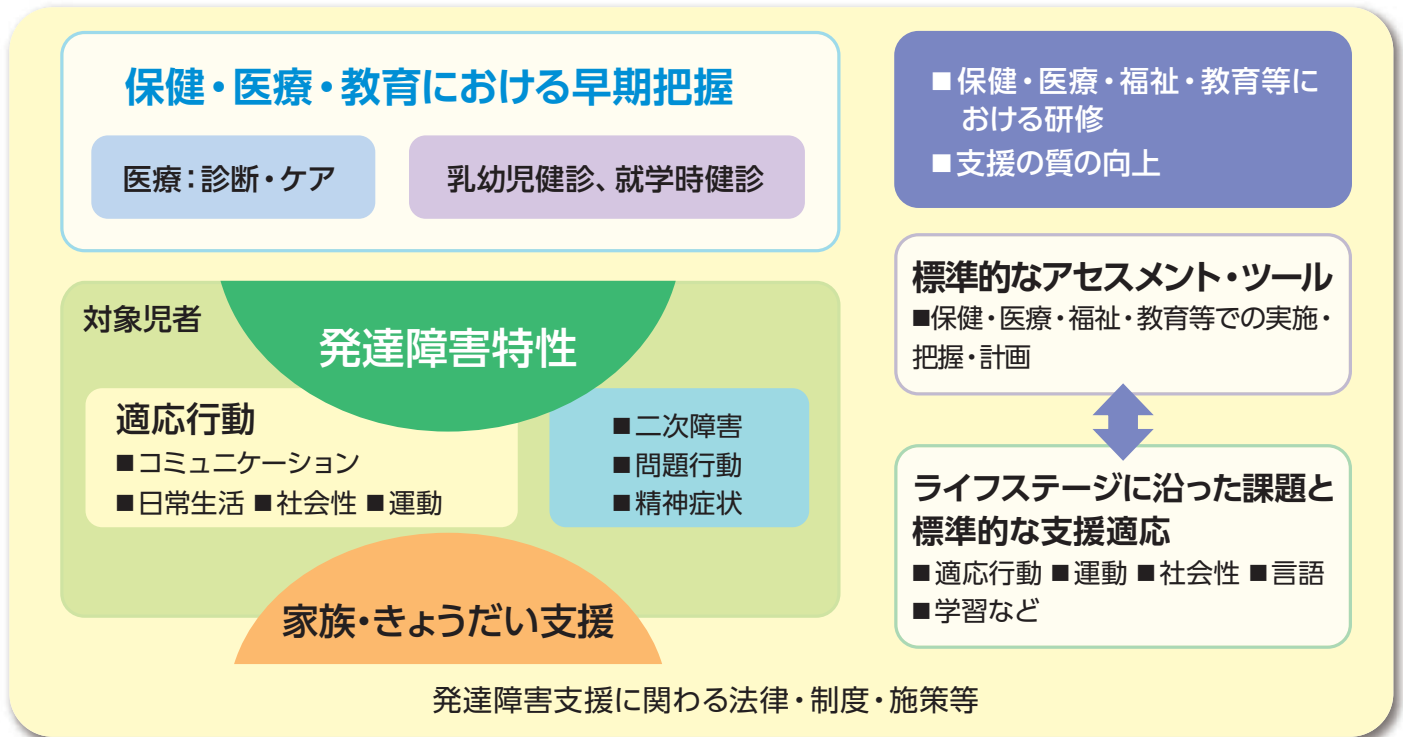 保健・医療・教育における早期把握
医療：診断・ケア
乳幼児健診、就学時健診
対象児者
発達障害特性
適応行動
■コミュニケーション
■日常生活 ■社会性 ■運動
■二次障害
■問題行動
■精神症状
家族・きょうだい支援
■保健・医療・福祉・教育等に
おける研修
■支援の質の向上
標準的なアセスメント・ツール
■保健・医療・福祉・教育等での実施・
把握・計画
ライフステージに沿った課題と
標準的な支援適応
■適応行動 ■運動 ■社会性 ■言語
■学習など
発達障害支援に関わる法律・制度・施策等